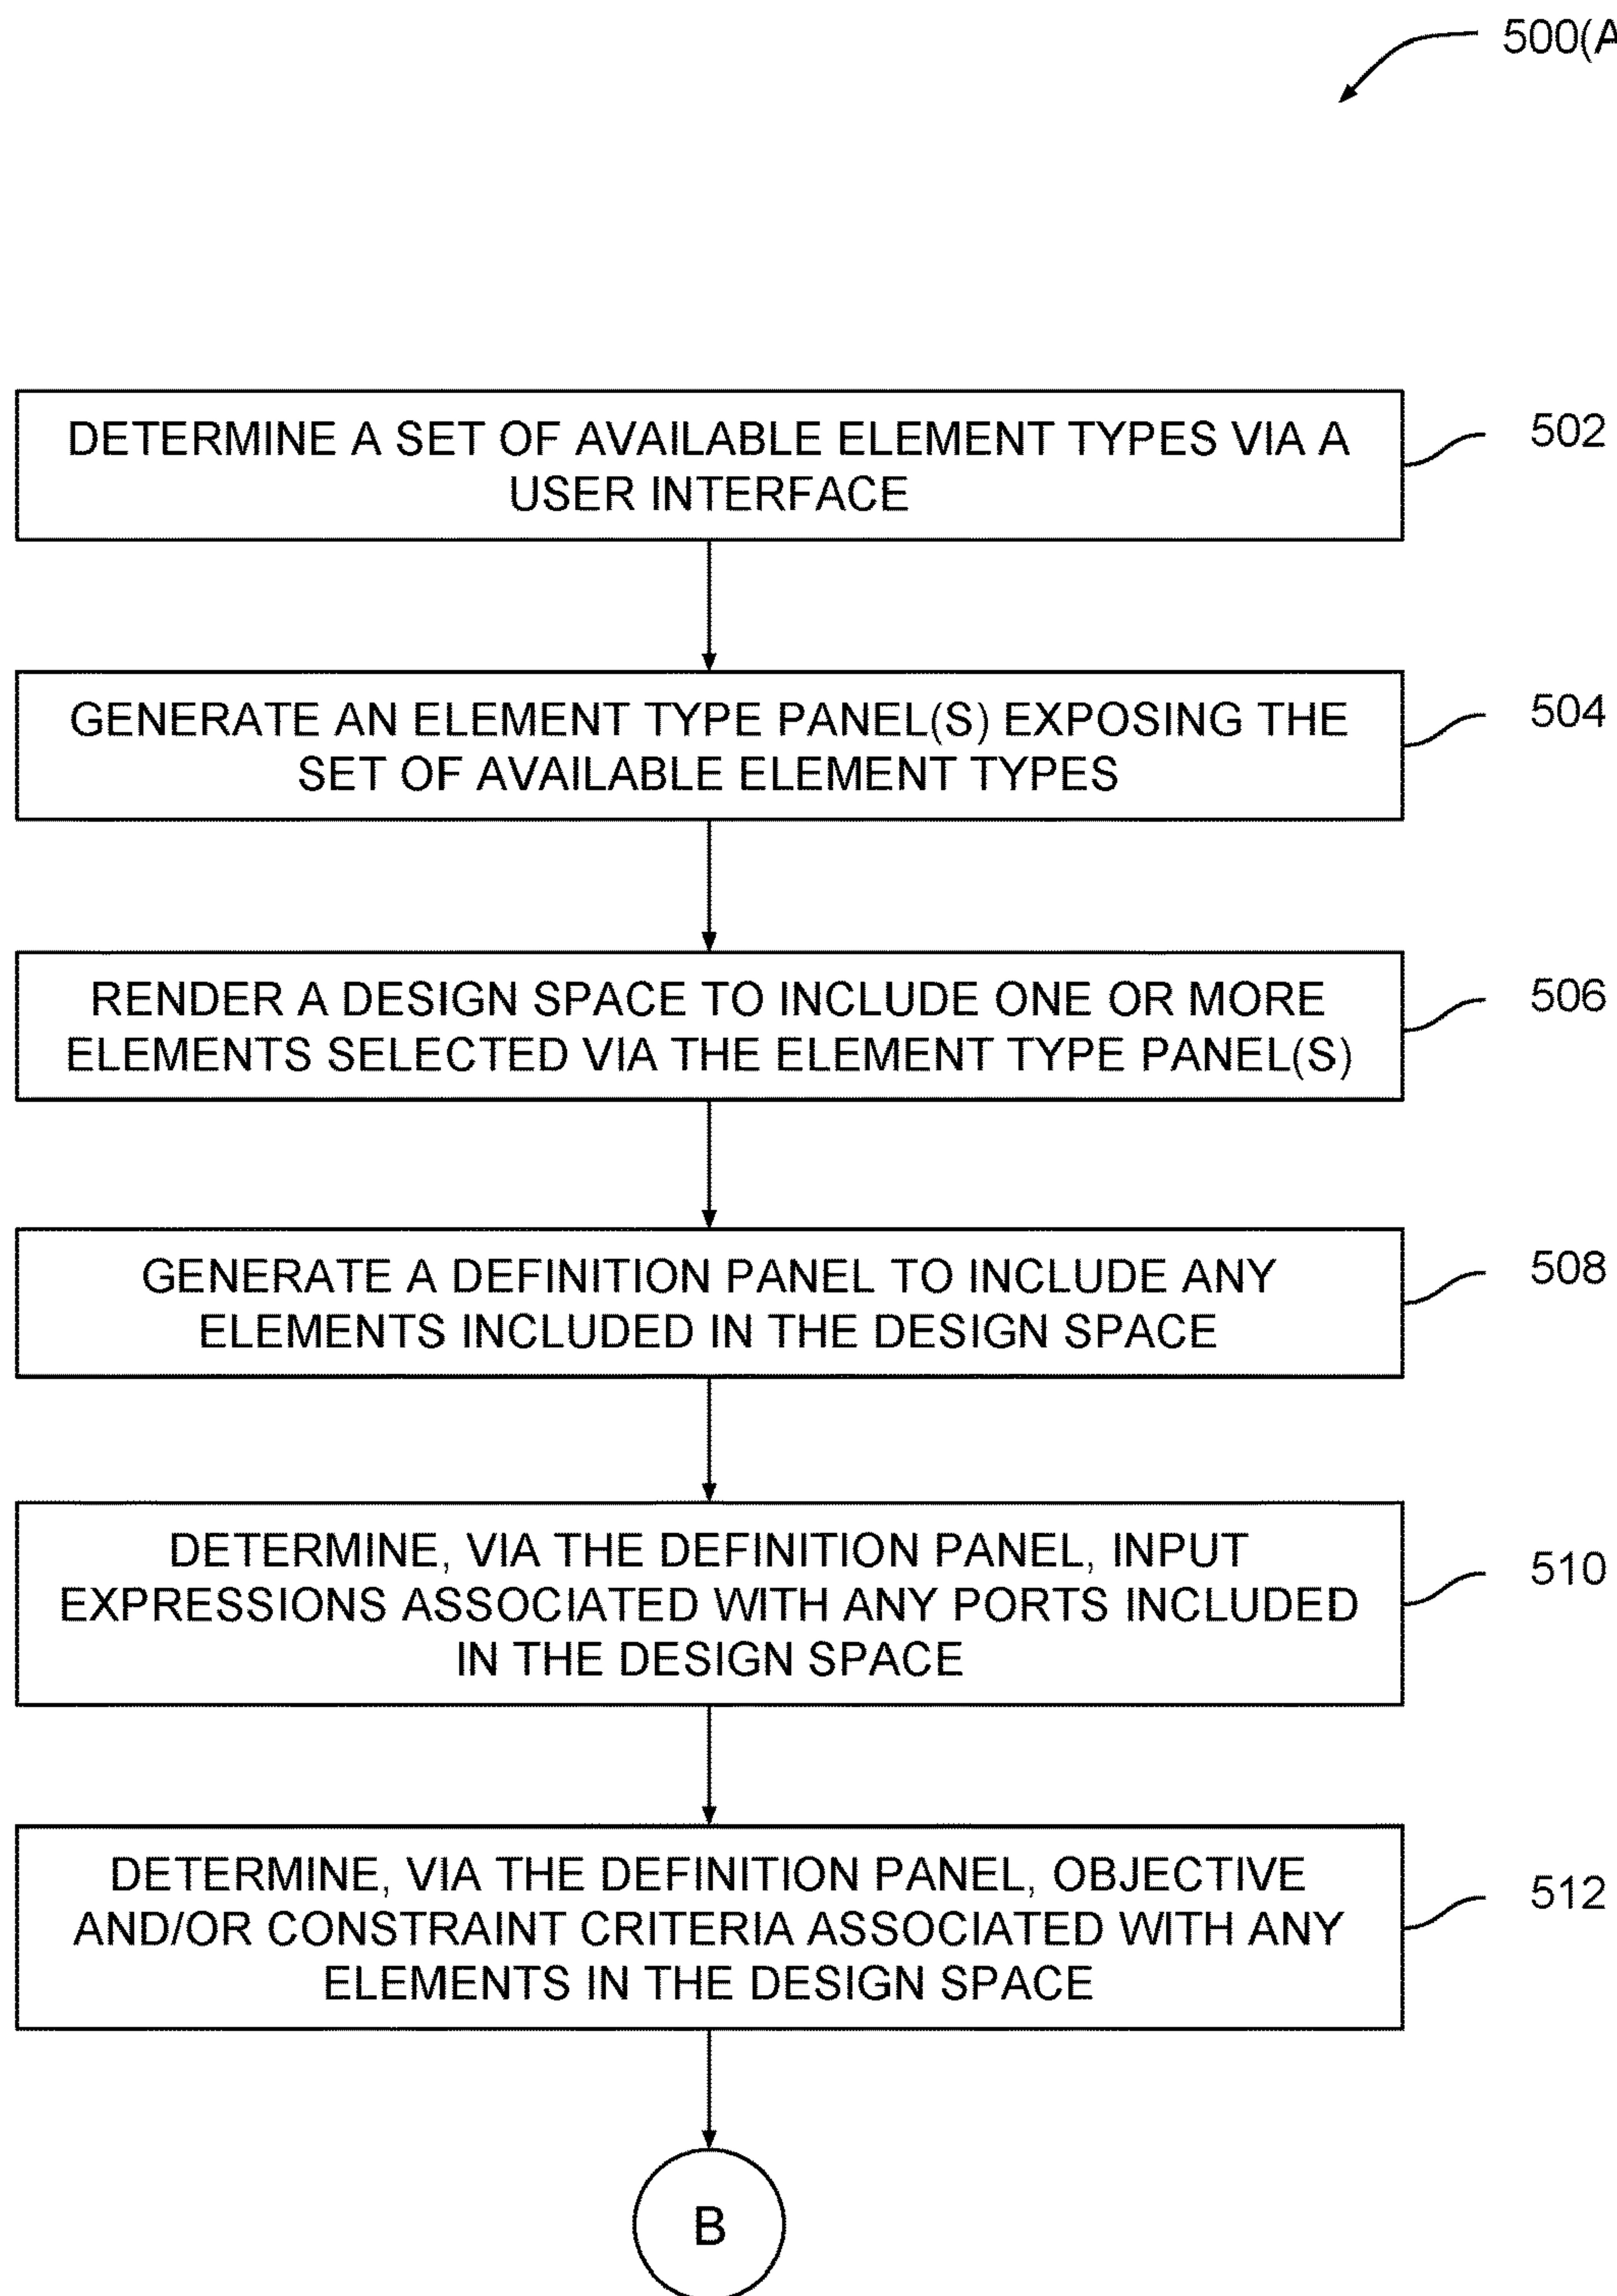 500(A
DETERMINE A SET OF AVAILABLE ELEMENT TYPES VIA A
USER INTERFACE
502
GENERATE AN ELEMENT TYPE PANEL(S) EXPOSING THE
SET OF AVAILABLE ELEMENT TYPES
504
RENDER A DESIGN SPACE TO INCLUDE ONE OR MORE
ELEMENTS SELECTED VIA THE ELEMENT TYPE PANEL(S)
506
GENERATE A DEFINITION PANEL TO INCLUDE ANY
ELEMENTS INCLUDED IN THE DESIGN SPACE
508
DETERMINE, VIA THE DEFINITION PANEL, INPUT
EXPRESSIONS ASSOCIATED WITH ANY PORTS INCLUDED
IN THE DESIGN SPACE
510
DETERMINE, VIA THE DEFINITION PANEL, OBJECTIVE
AND/OR CONSTRAINT CRITERIA ASSOCIATED WITH ANY
ELEMENTS IN THE DESIGN SPACE
512
B